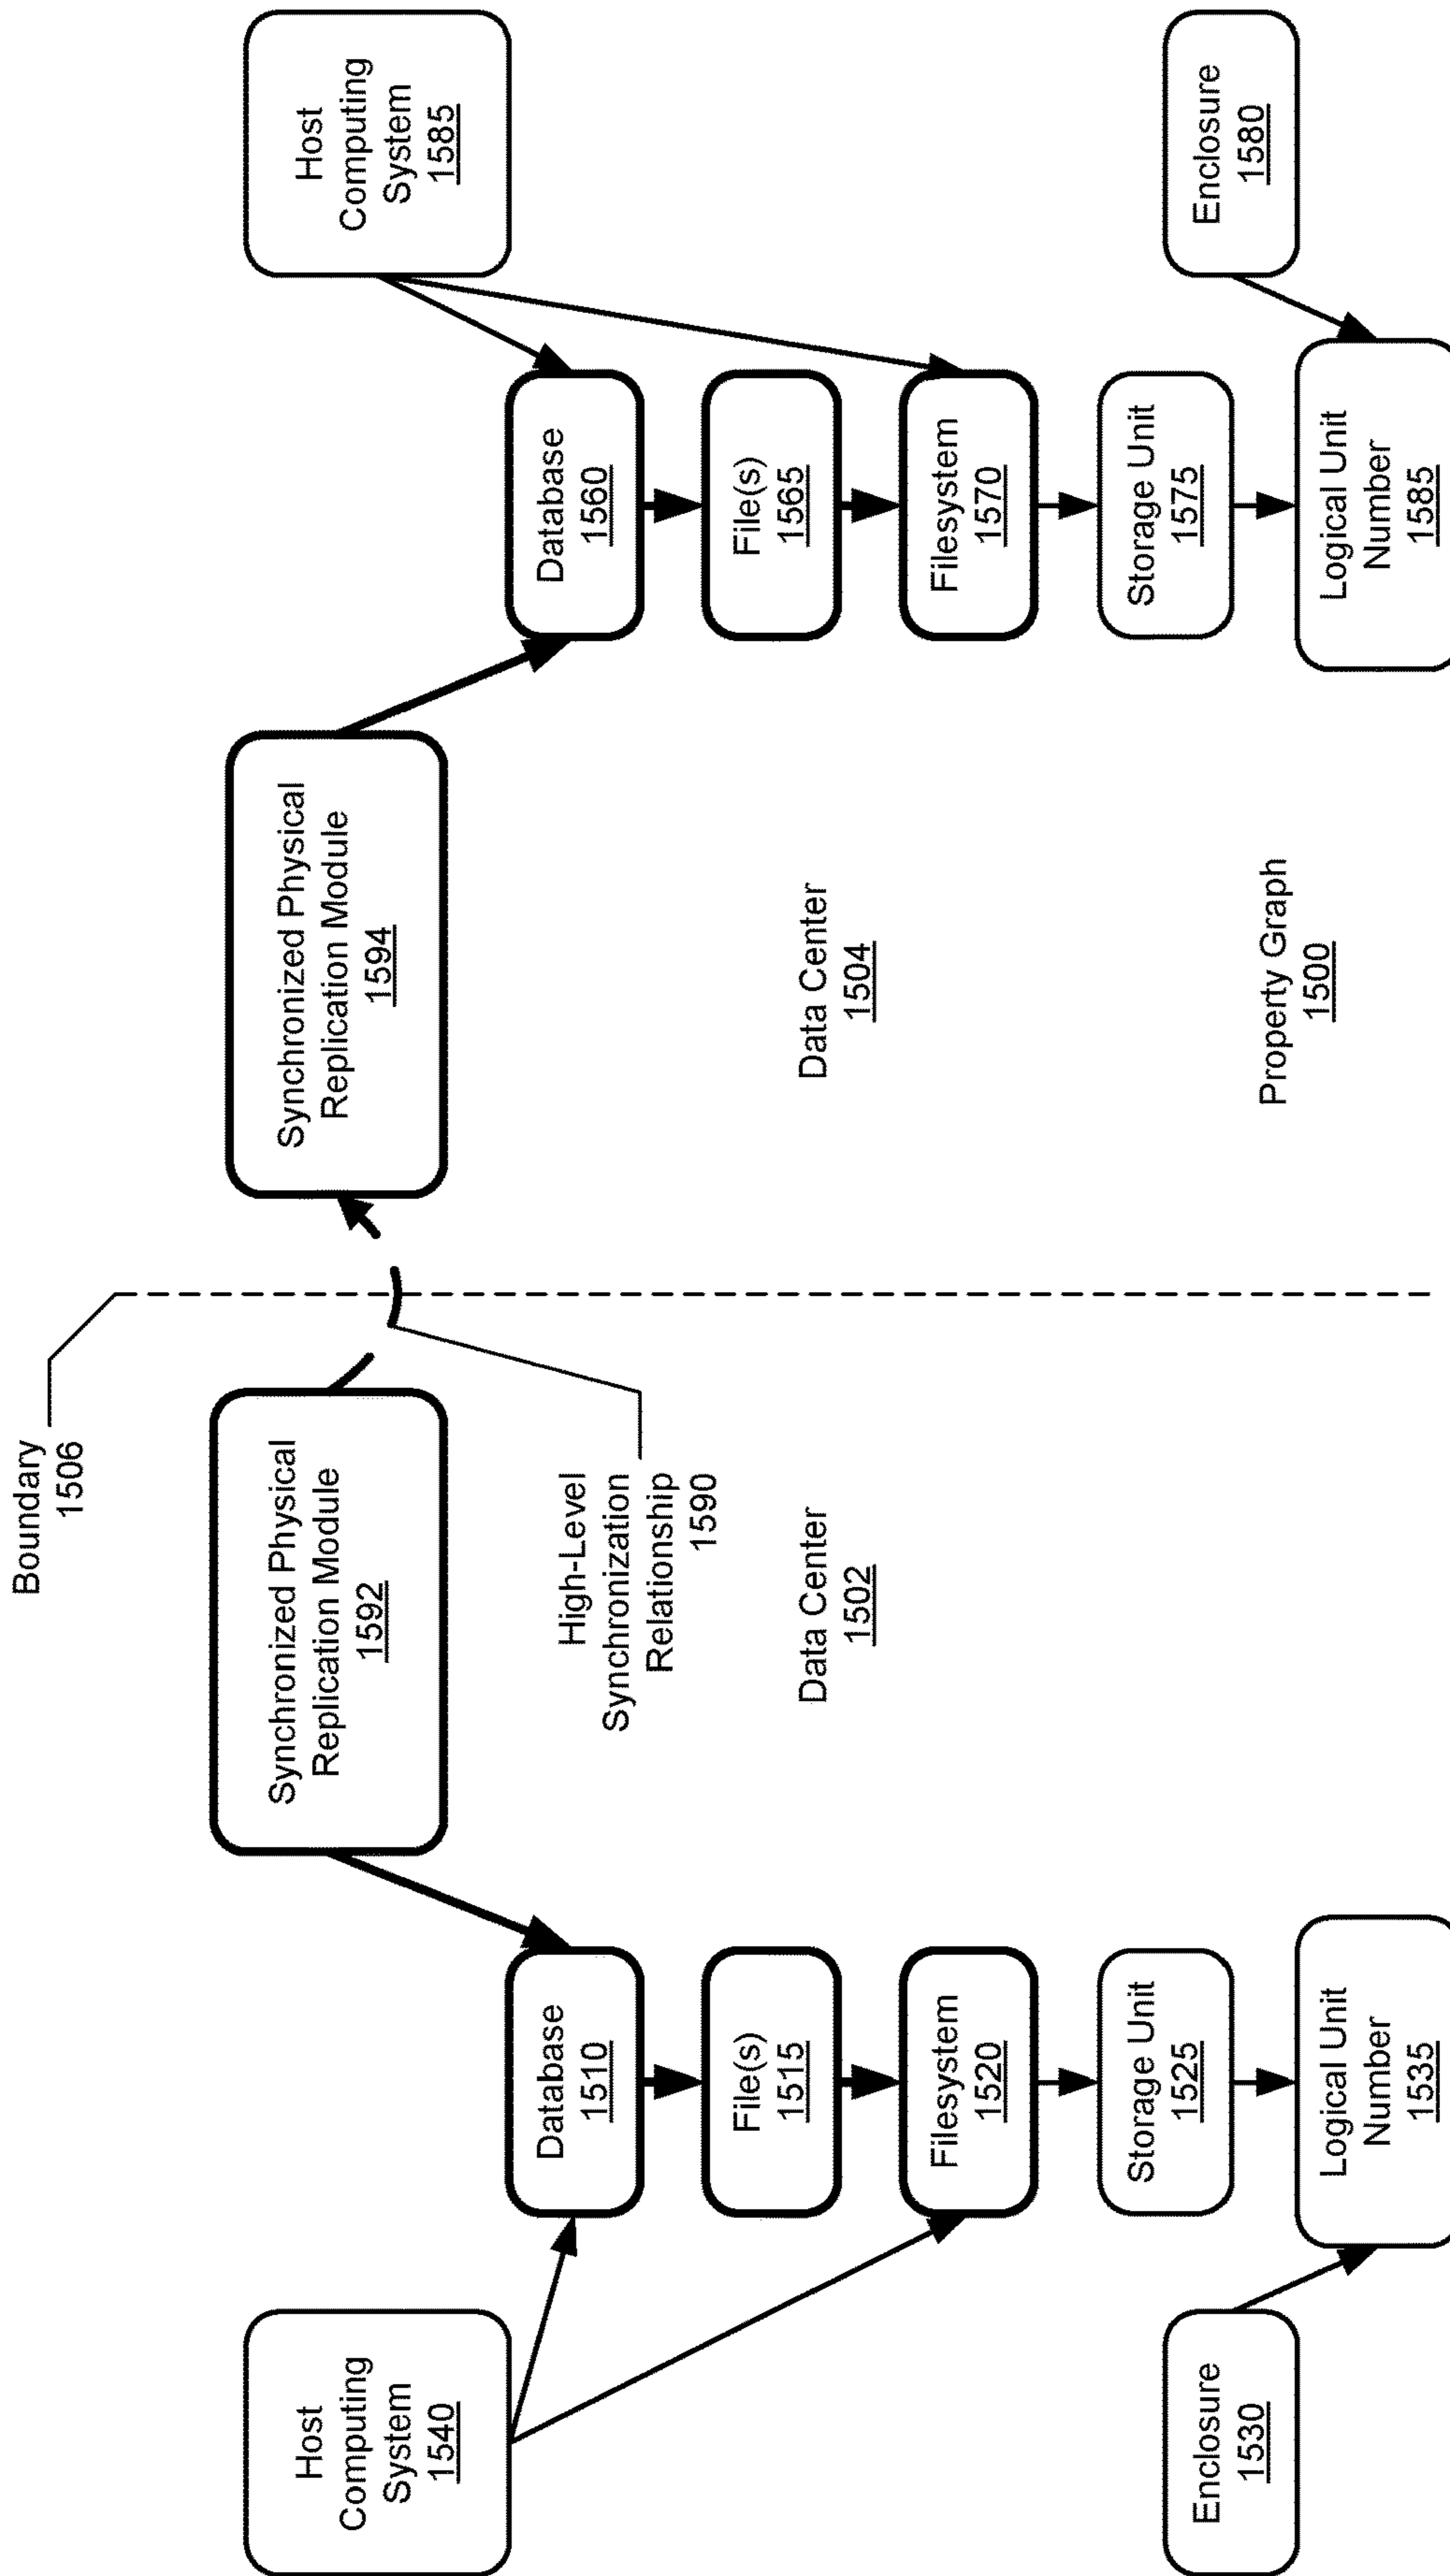 Boundary
1506
Host
Computing
System
1540
Synchronized Physical
Replication Module
1592
Synchronized Physical
Replication Module
1594
Host
Computing
System
1585
High-Level
Synchronization
Relationship
1590
Database
1510
Database
1560
File(s)
1515
File(s)
1565
Data Center
1502
Data Center
1504
Filesystem
1520
Filesystem
1570
Storage Unit
1525
Storage Unit
1575
Enclosure
1530
Property Graph
1500
Enclosure
1580
Logical Unit
Number
1535
Logical Unit
Number
1585